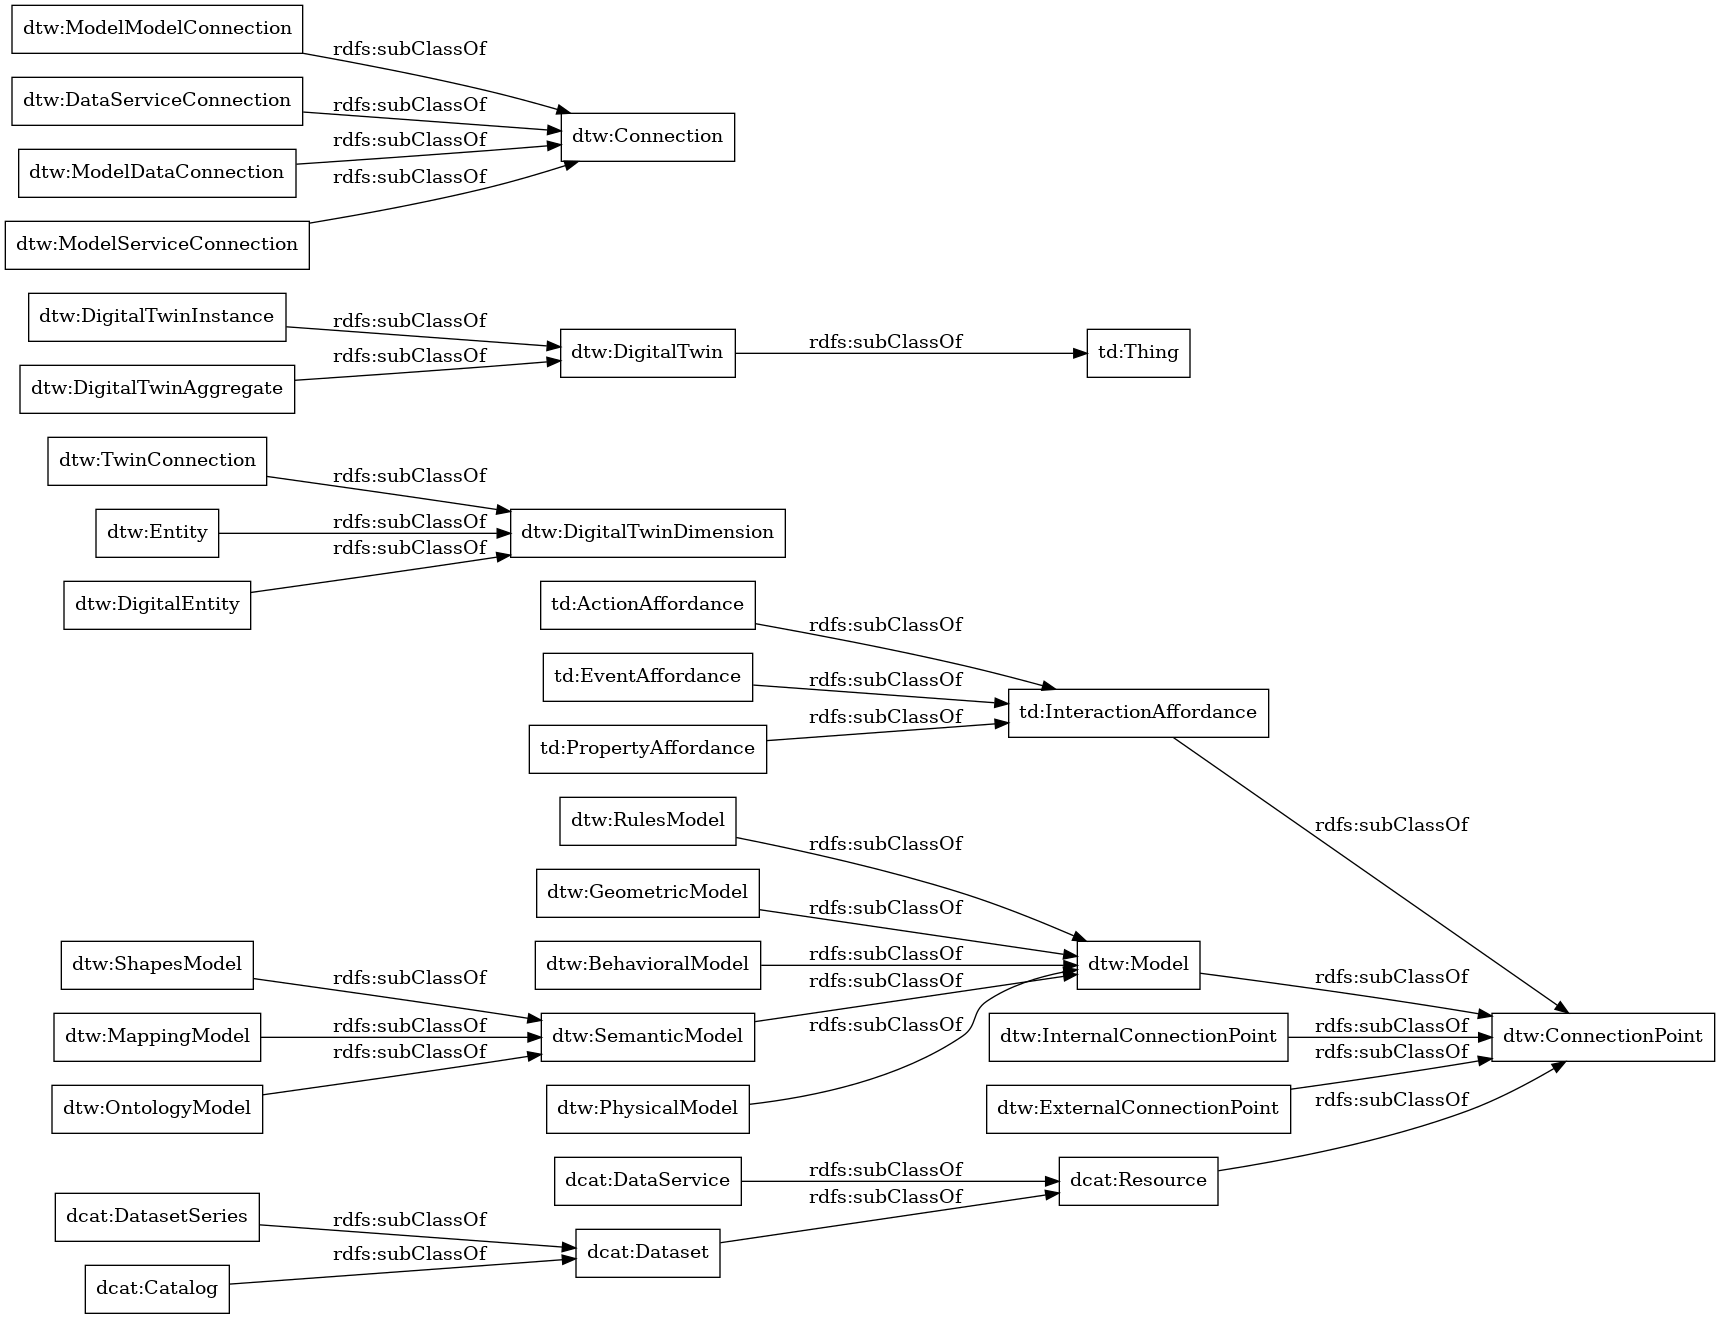 dtw:ModelModelConnection
rdfs:subClassOf
dtw:DataServiceConnection
rdfs:subClassOf
dtw:Connection
rdfs:subClassOf
dtw:ModelDataConnection
rdfs:subClassOf
dtw:ModelServiceConnection
dtw:DigitalTwinInstance
rdfs:subClassOf
dtw:DigitalTwin
rdfs:subClassOf
td:Thing
rdfs:subClassOf
dtw:DigitalTwinAggregate
dtw:TwinConnection
rdfs:subClassOf
dtw:Entity
rdfs:subClassOf
dtw:DigitalTwinDimension
rdfs:subClassOf
dtw:DigitalEntity
td:ActionAffordance
rdfs:subClassOf
td:EventAffordance
rdfs:subClassOf
td:InteractionAffordance
rdfs:subClassOf
td:PropertyAffordance
rdfs:subClassOf
dtw:RulesModel
rdfs:subClassOf
dtw:GeometricModel
rdfs:subClassOf
dtw:BehavioralModel
rdfs:subClassOf
dtw:Model
rdfs:subClassOf
dtw:ShapesModel
rdfs:subClassOf
rdfs:subClassOf
dtw:MappingModel
rdfs:subClassOf
dtw:SemanticModel
rdfs:subClassOf
dtw:InternalConnectionPoint
rdfs:subClassOf
dtw:ConnectionPoint
rdfs:subClassOf
rdfs:subClassOf
dtw:OntologyModel
dtw:PhysicalModel
dtw:ExternalConnectionPoint
rdfs:subClassOf
dcat:DataService
rdfs:subClassOf
dcat:Resource
rdfs:subClassOf
dcat:DatasetSeries
rdfs:subClassOf
dcat:Dataset
rdfs:subClassOf
dcat:Catalog